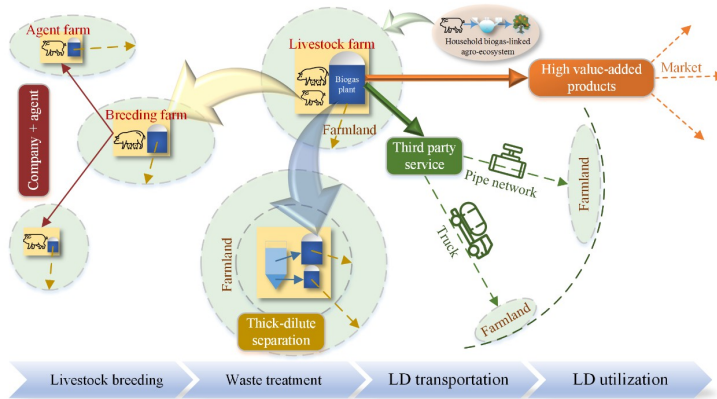 Agent farm
Livestock farm
Household biogas-linked
agro-ecosystem
Biogas
plant
High value-added
products
Market
Company + agent
Breeding farm
Farmland
Third party
service
Pipe network
Farmland
Truck
Farmland
Farmland
Thick-dilute
separation
Livestock breeding
Waste treatment
LD transportation
LD utilization